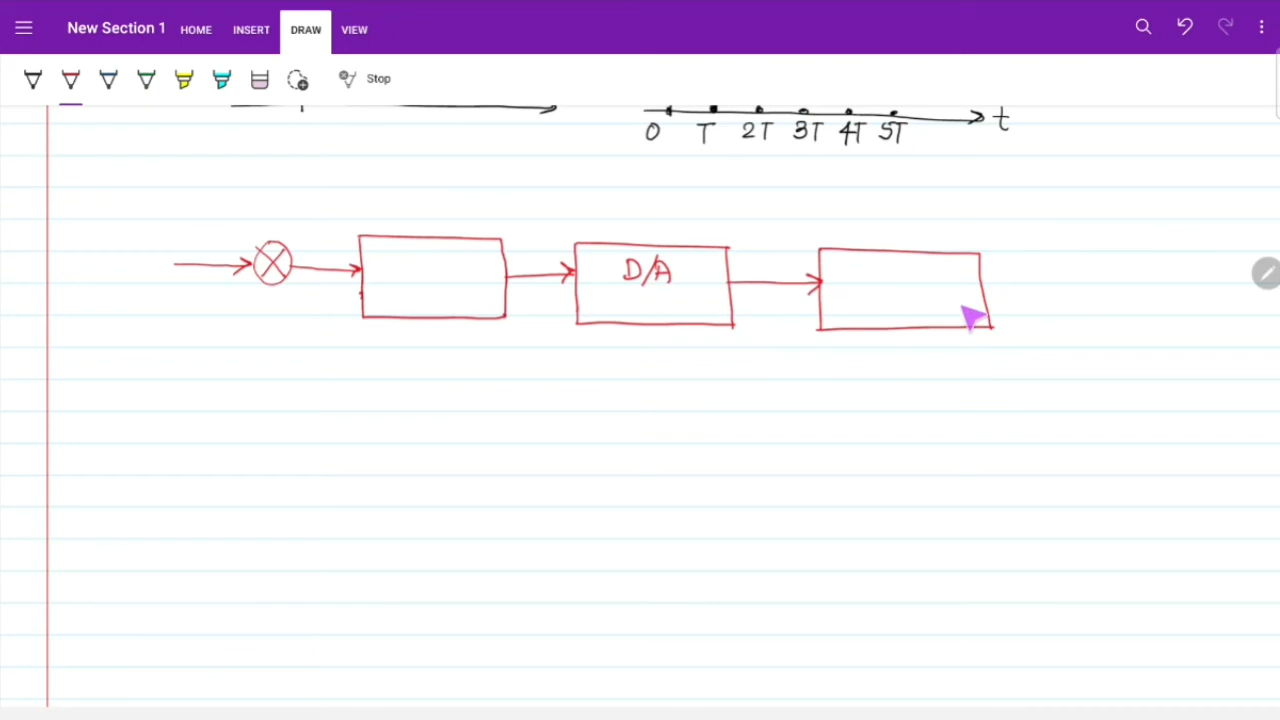 New Section 1 HOME INSERT DRAW VIEW
Stop
t
0 T 2T 3T 4T 5T
D/A